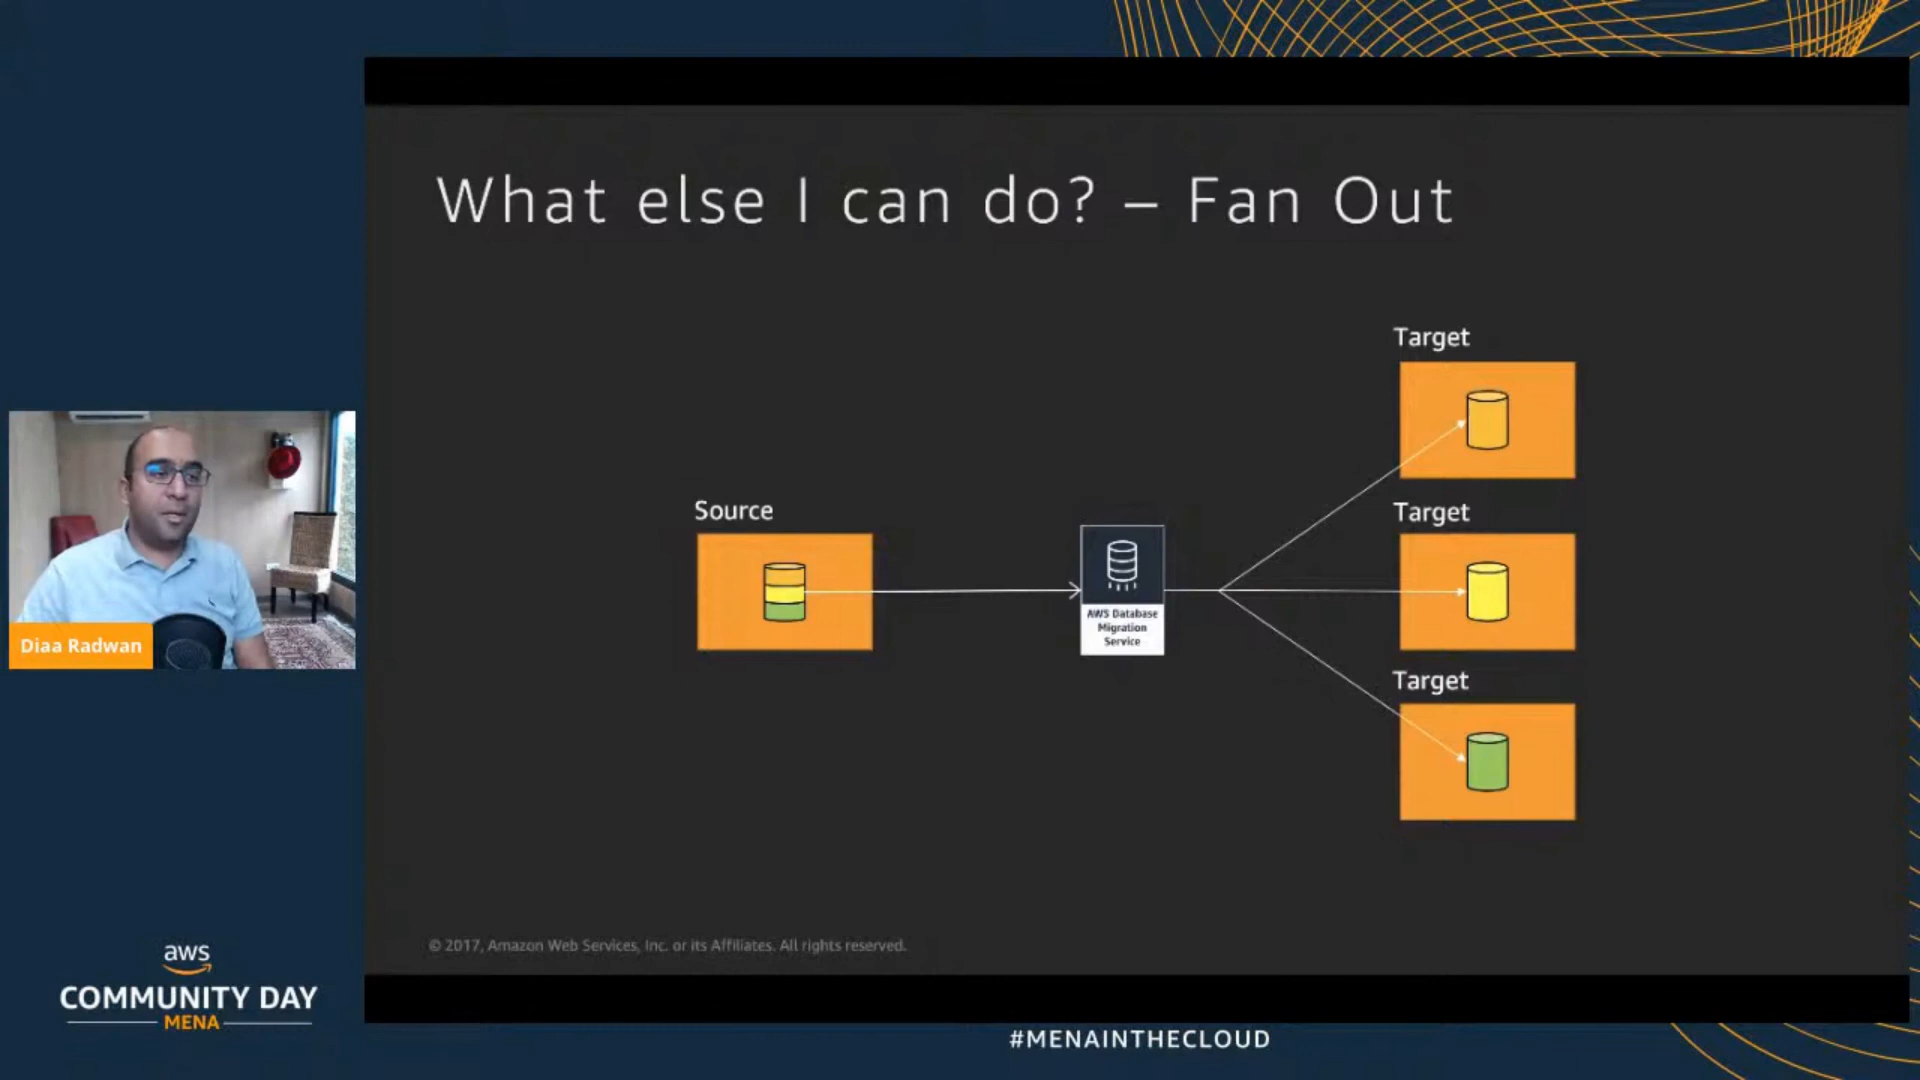 What else I can do? – Fan Out
Target
Source
Target
AWS Database
Migration
Service
Target
Diaa Radwan
© 2017, Amazon Web Services, Inc. or its Affiliates. All rights reserved.
aws
COMMUNITY DAY
MENA
#MENAINTHECLOUD